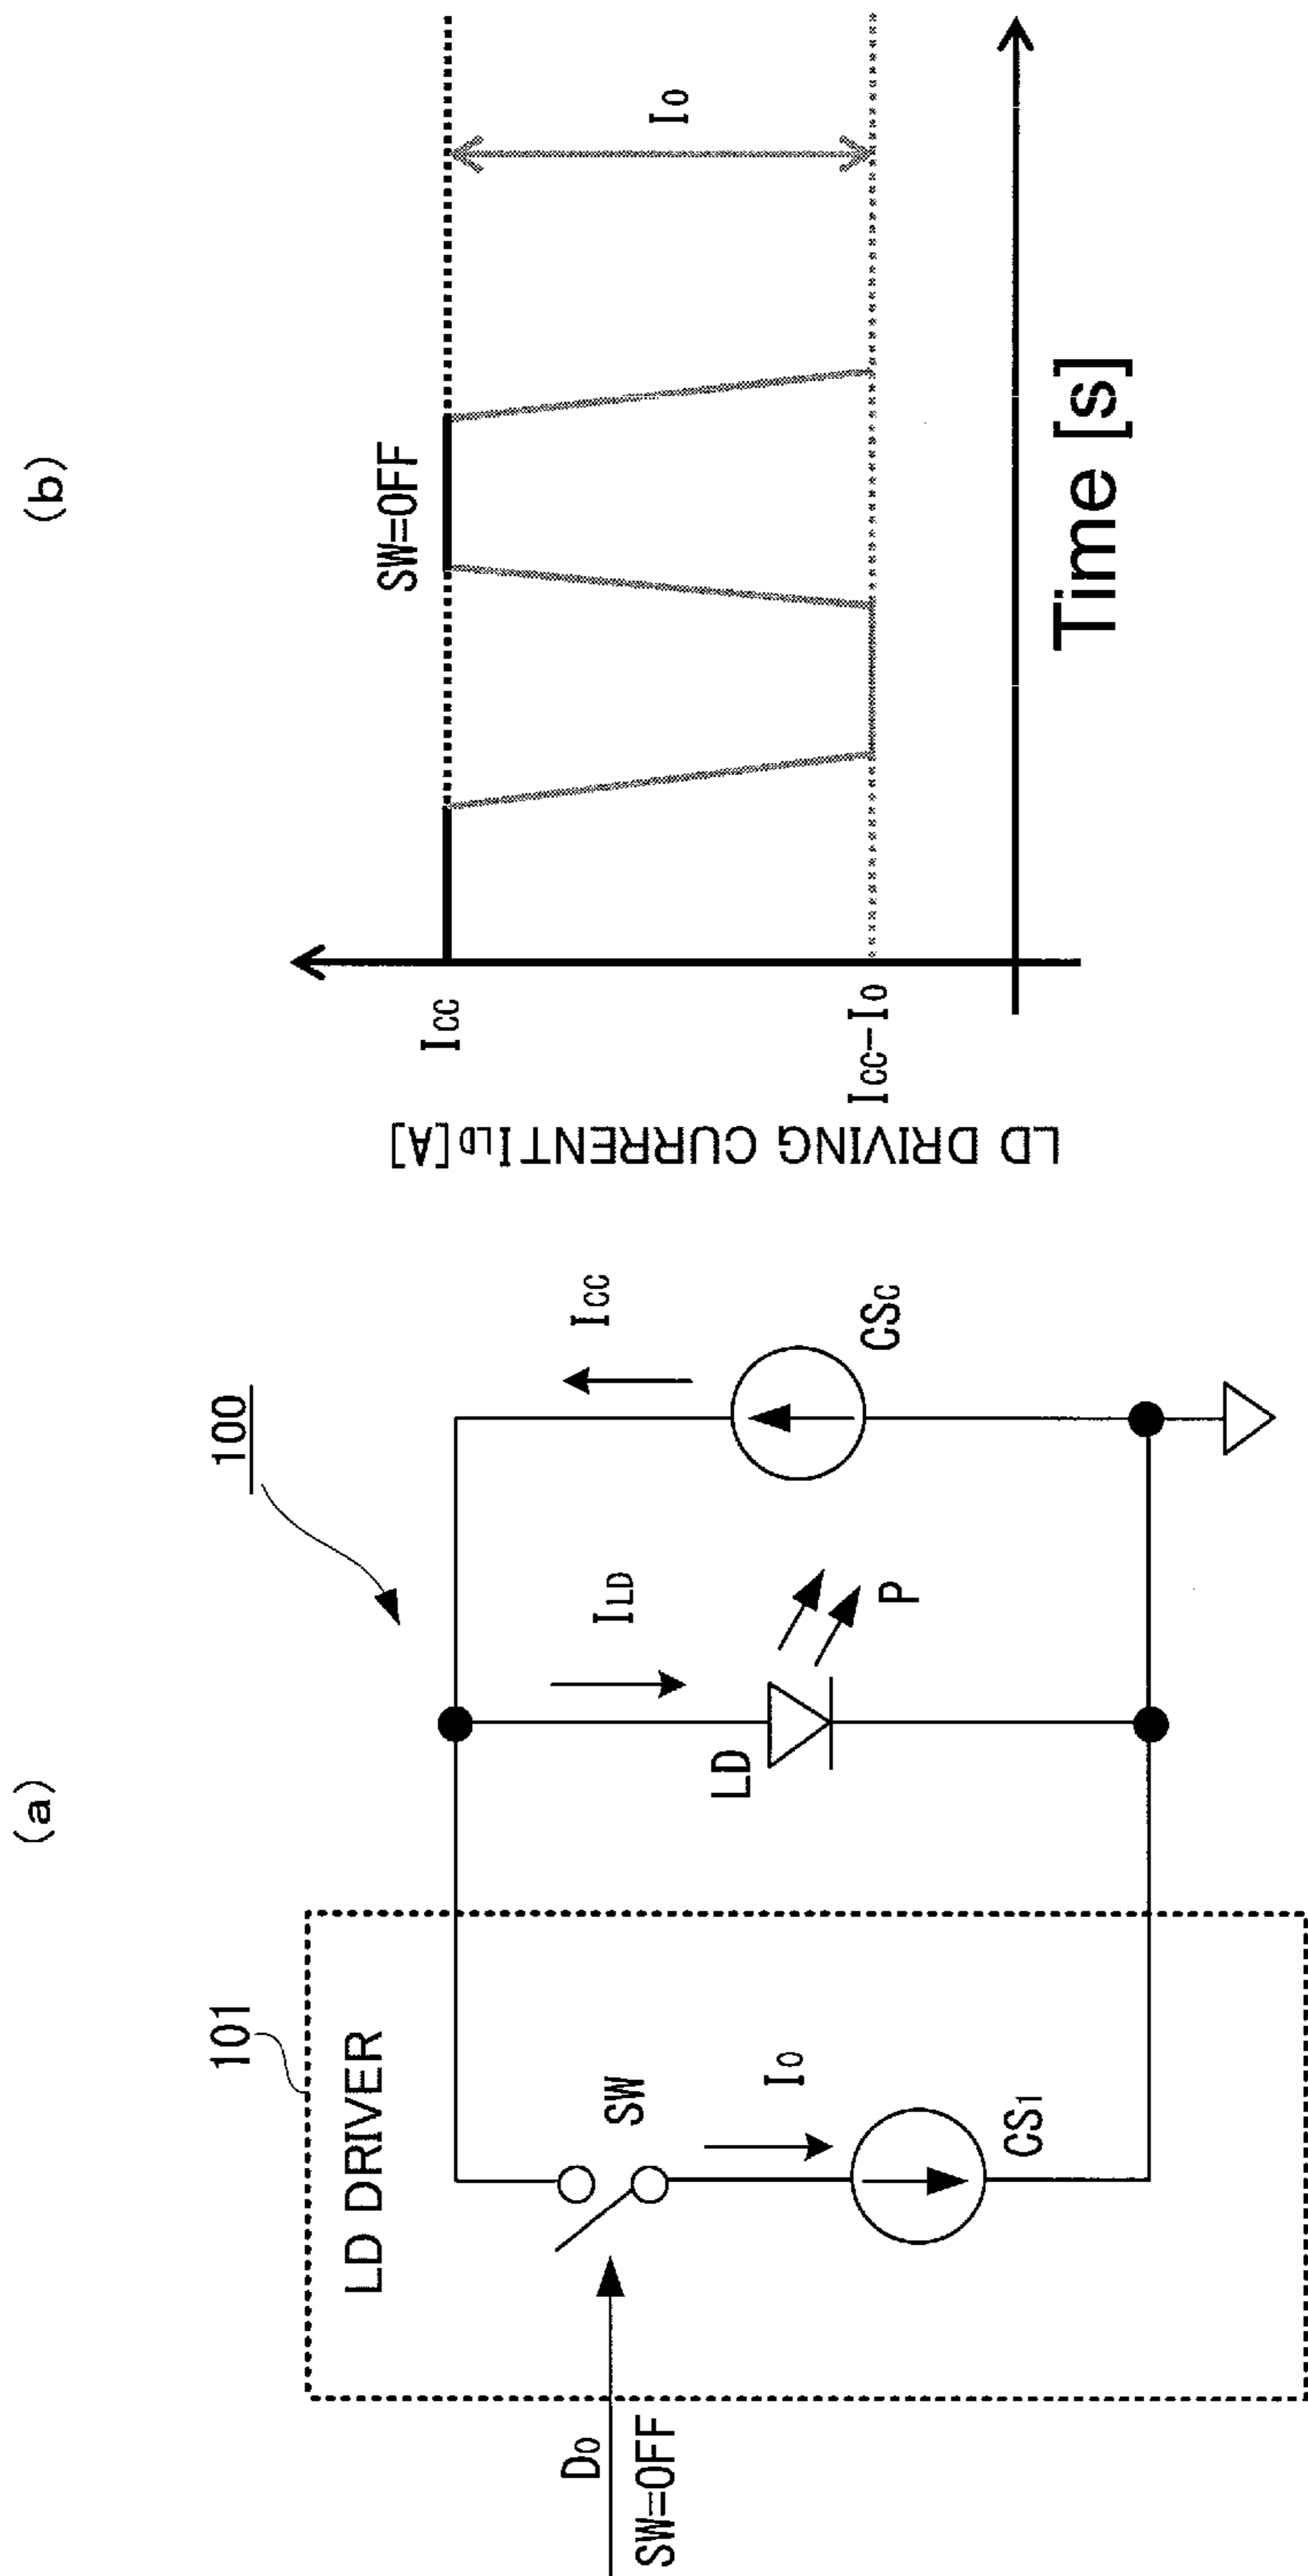 (a)
100
101
LD DRIVER
D0
SW=OFF
SW
I0
CS1
LD
ILD
P
ICC
CSC
(b)
LD DRIVING CURRENT ILD [A]
ICC
ICC-I0
SW=OFF
I0
Time [s]